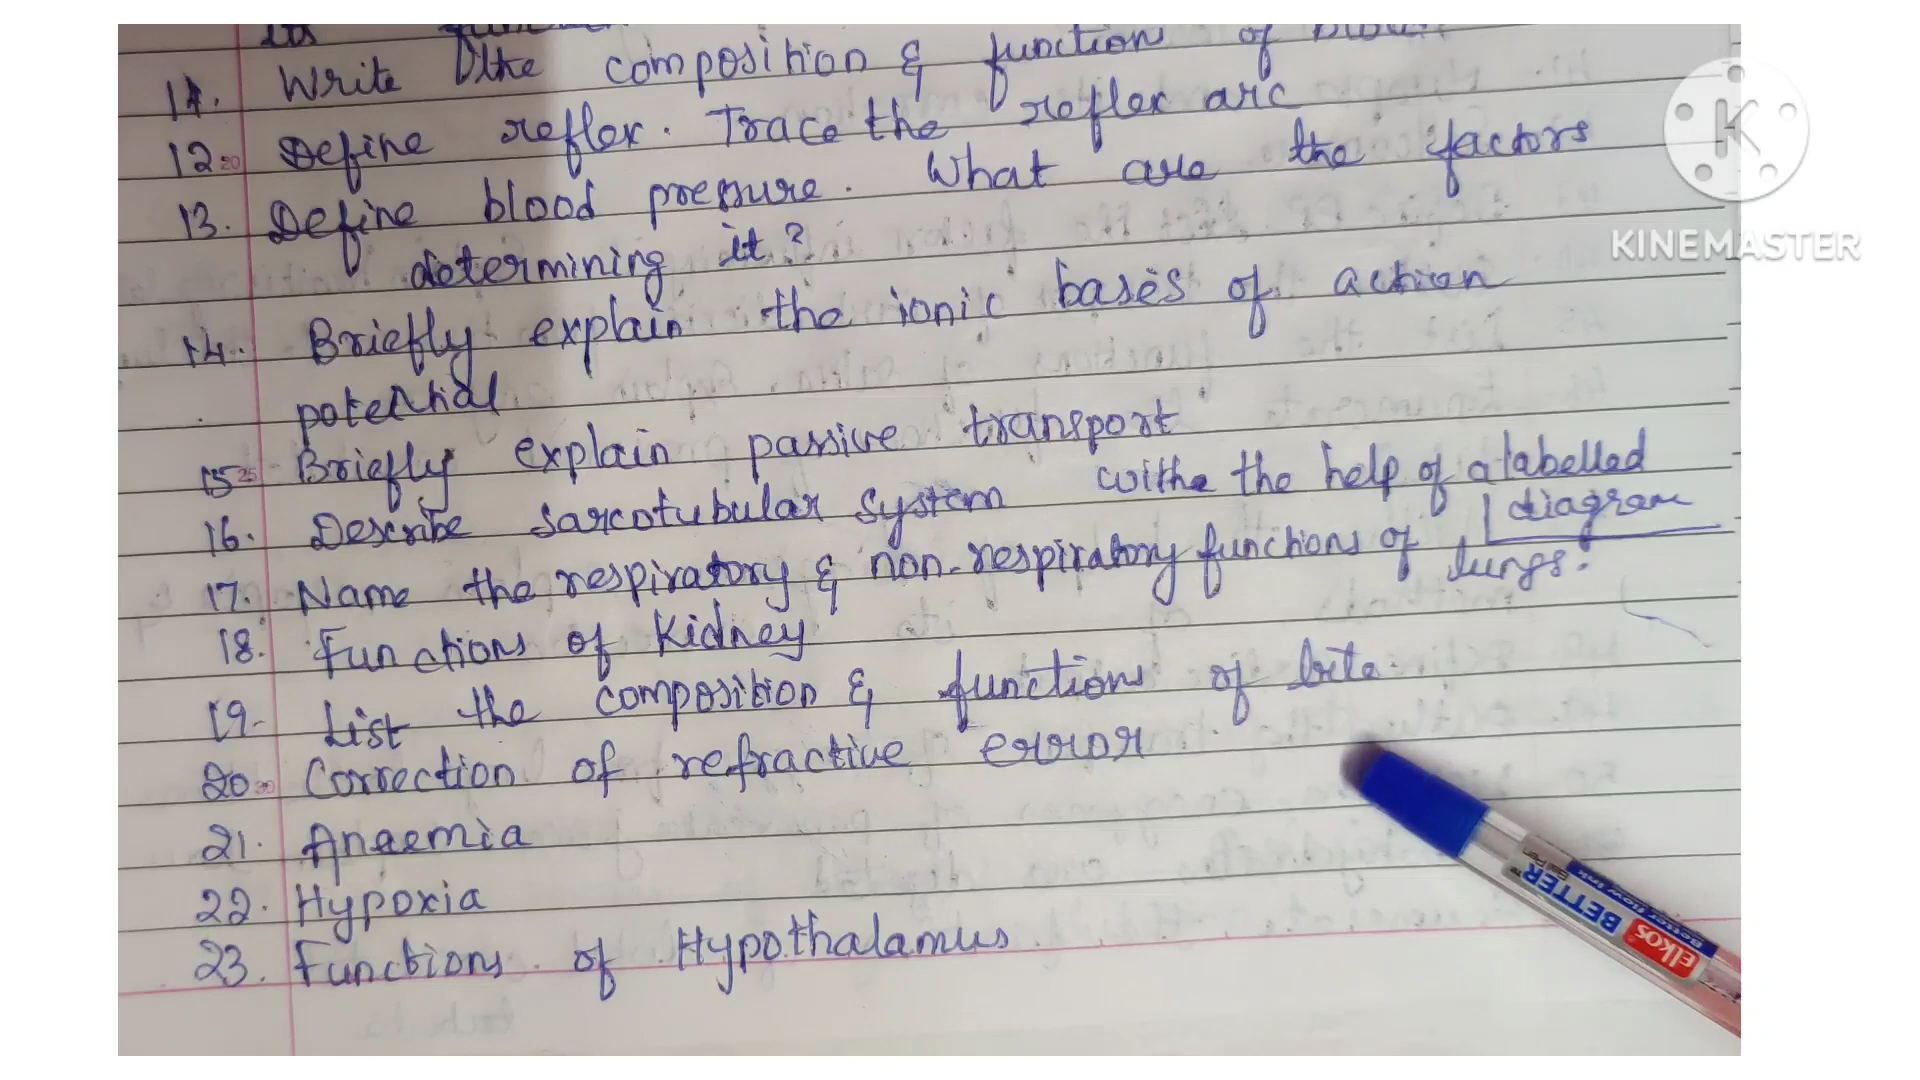 11. Write the composition & function of blood
12. Define reflex. Trace the reflex arc
13. Define blood pressure. What are the factors
determining it?
14. Briefly explain the ionic bases of action
potential
15. Briefly explain passive transport
16. Describe sarcotubular system withe the help of a labelled
diagram
17. Name the respiratory & non-respiratory functions of lungs.
18. Functions of Kidney
19. List the composition & functions of bile.
20. Correction of refractive error
21. Anaemia
22. Hypoxia
23. Functions of Hypothalamus
KINEMASTER
elkos BETTER